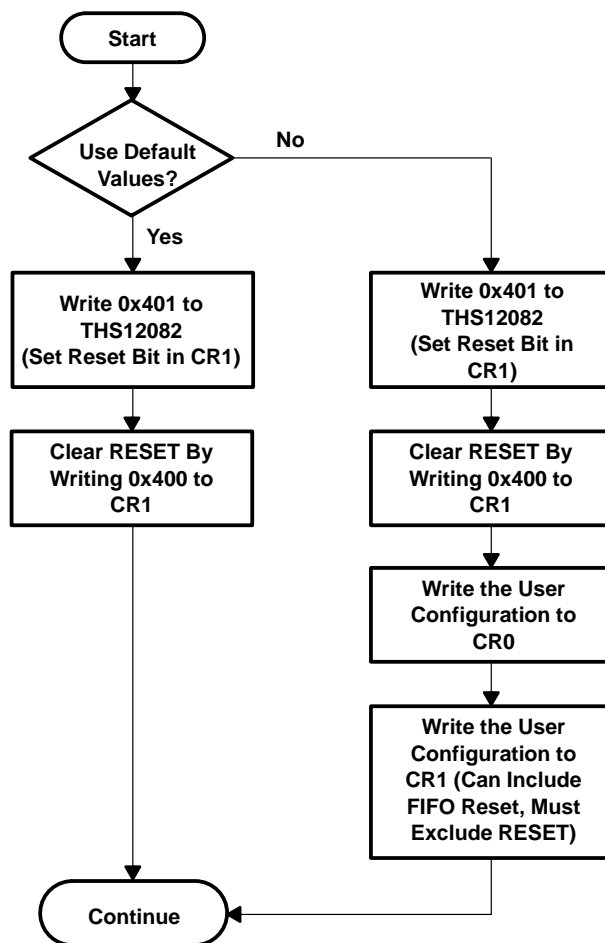 Start
Use Default
Values?
No
Yes
Write 0x401 to
THS12082
(Set Reset Bit in CR1)
Clear RESET By
Writing 0x400 to
CR1
Write 0x401 to
THS12082
(Set Reset Bit in
CR1)
Clear RESET By
Writing 0x400 to
CR1
Write the User
Configuration to
CR0
Write the User
Configuration to
CR1 (Can Include
FIFO Reset, Must
Exclude RESET)
Continue